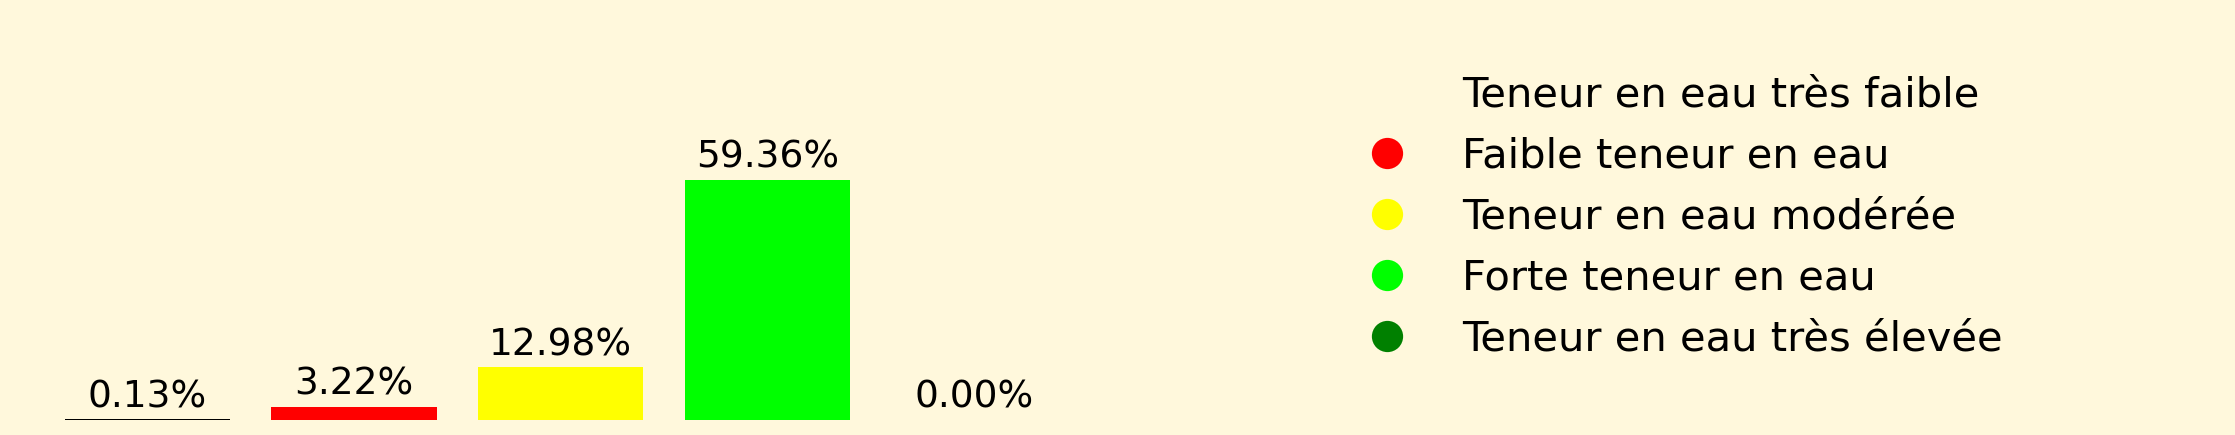 0.13%
3.22%
12.98%
59.36%
0.00%
Teneur en eau très faible
Faible teneur en eau
Teneur en eau modérée
Forte teneur en eau
Teneur en eau très élevée